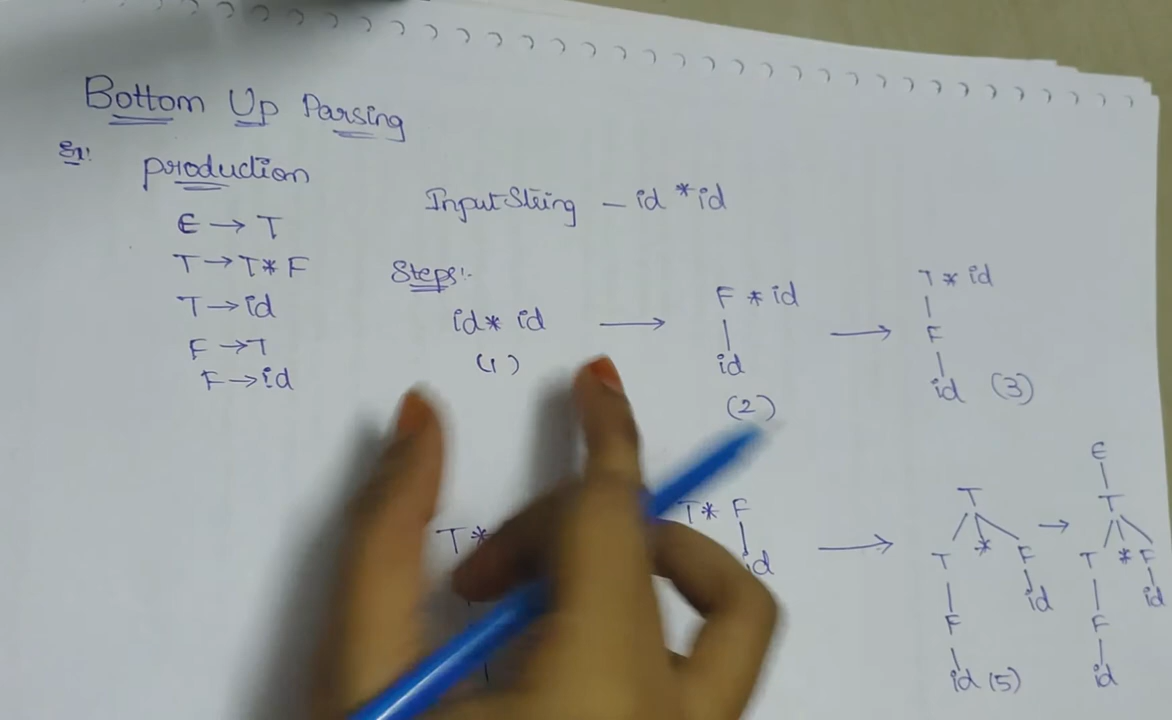 Bottom Up Parsing
Ex:
production
Input String - id * id
E → T
T → T * F
T → id
F → T
F → id
Steps:
id * id → F * id → T * id
(1)
|
|
id
F
(2)
|
id (3)
T *
T * F → T → E
|
id
T * F
|
F
|
id
id (5)
T
T * F
|
F
|
id
id